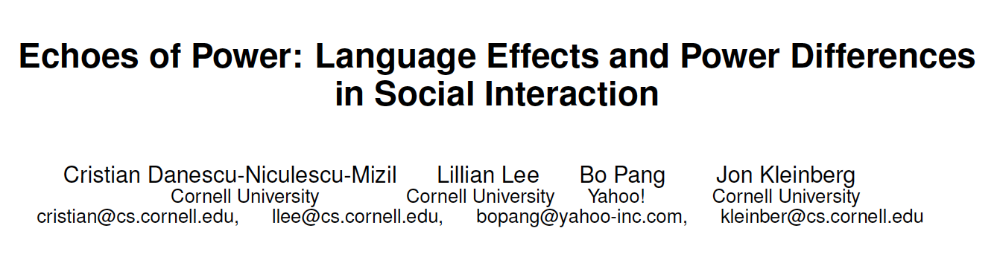 Echoes of Power: Language Effects and Power Differences
in Social Interaction
Cristian Danescu-Niculescu-Mizil Lillian Lee Bo Pang Jon Kleinberg
Cornell University Cornell University Yahoo! Cornell University
cristian@cs.cornell.edu, llee@cs.cornell.edu, bopang@yahoo-inc.com, kleinber@cs.cornell.edu